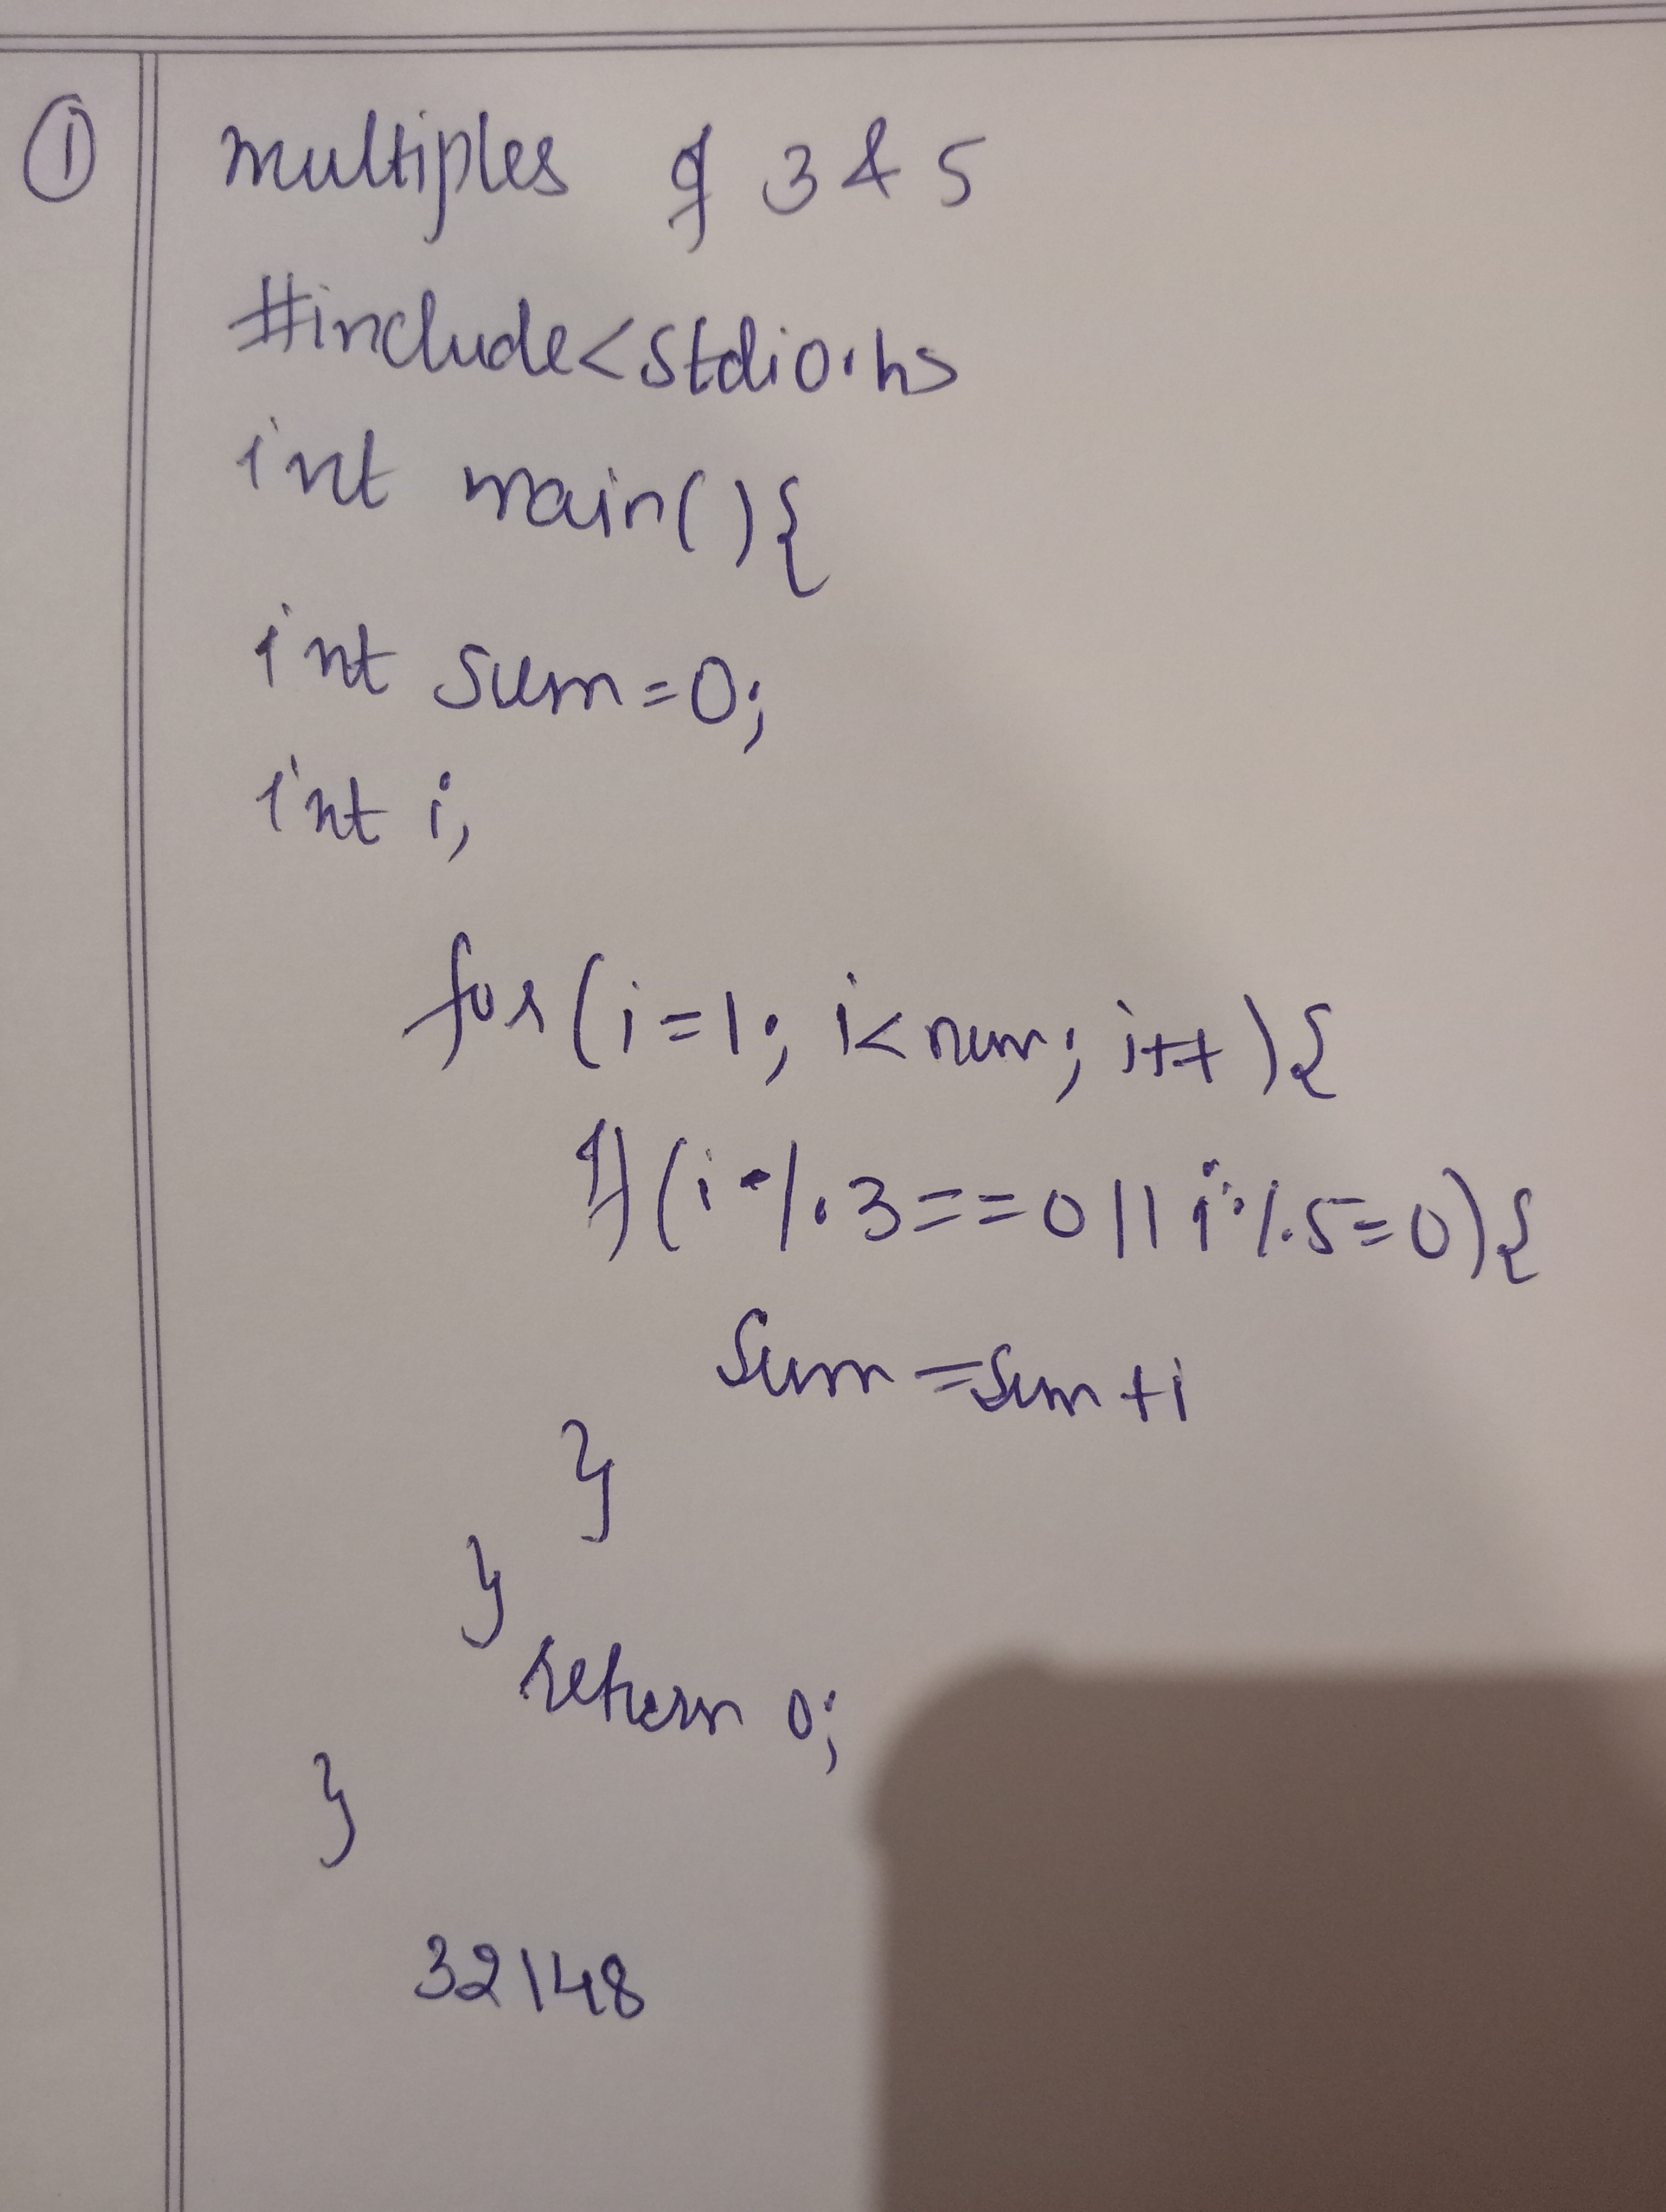 ①
multiples of 3 & 5
#include<stdio.h>
int main(){
int sum=0;
int i,
for(i=1; i<num; i++){
if(i%3==0||i%5=0){
sum=sum+i
}
}
return 0;
}
32148